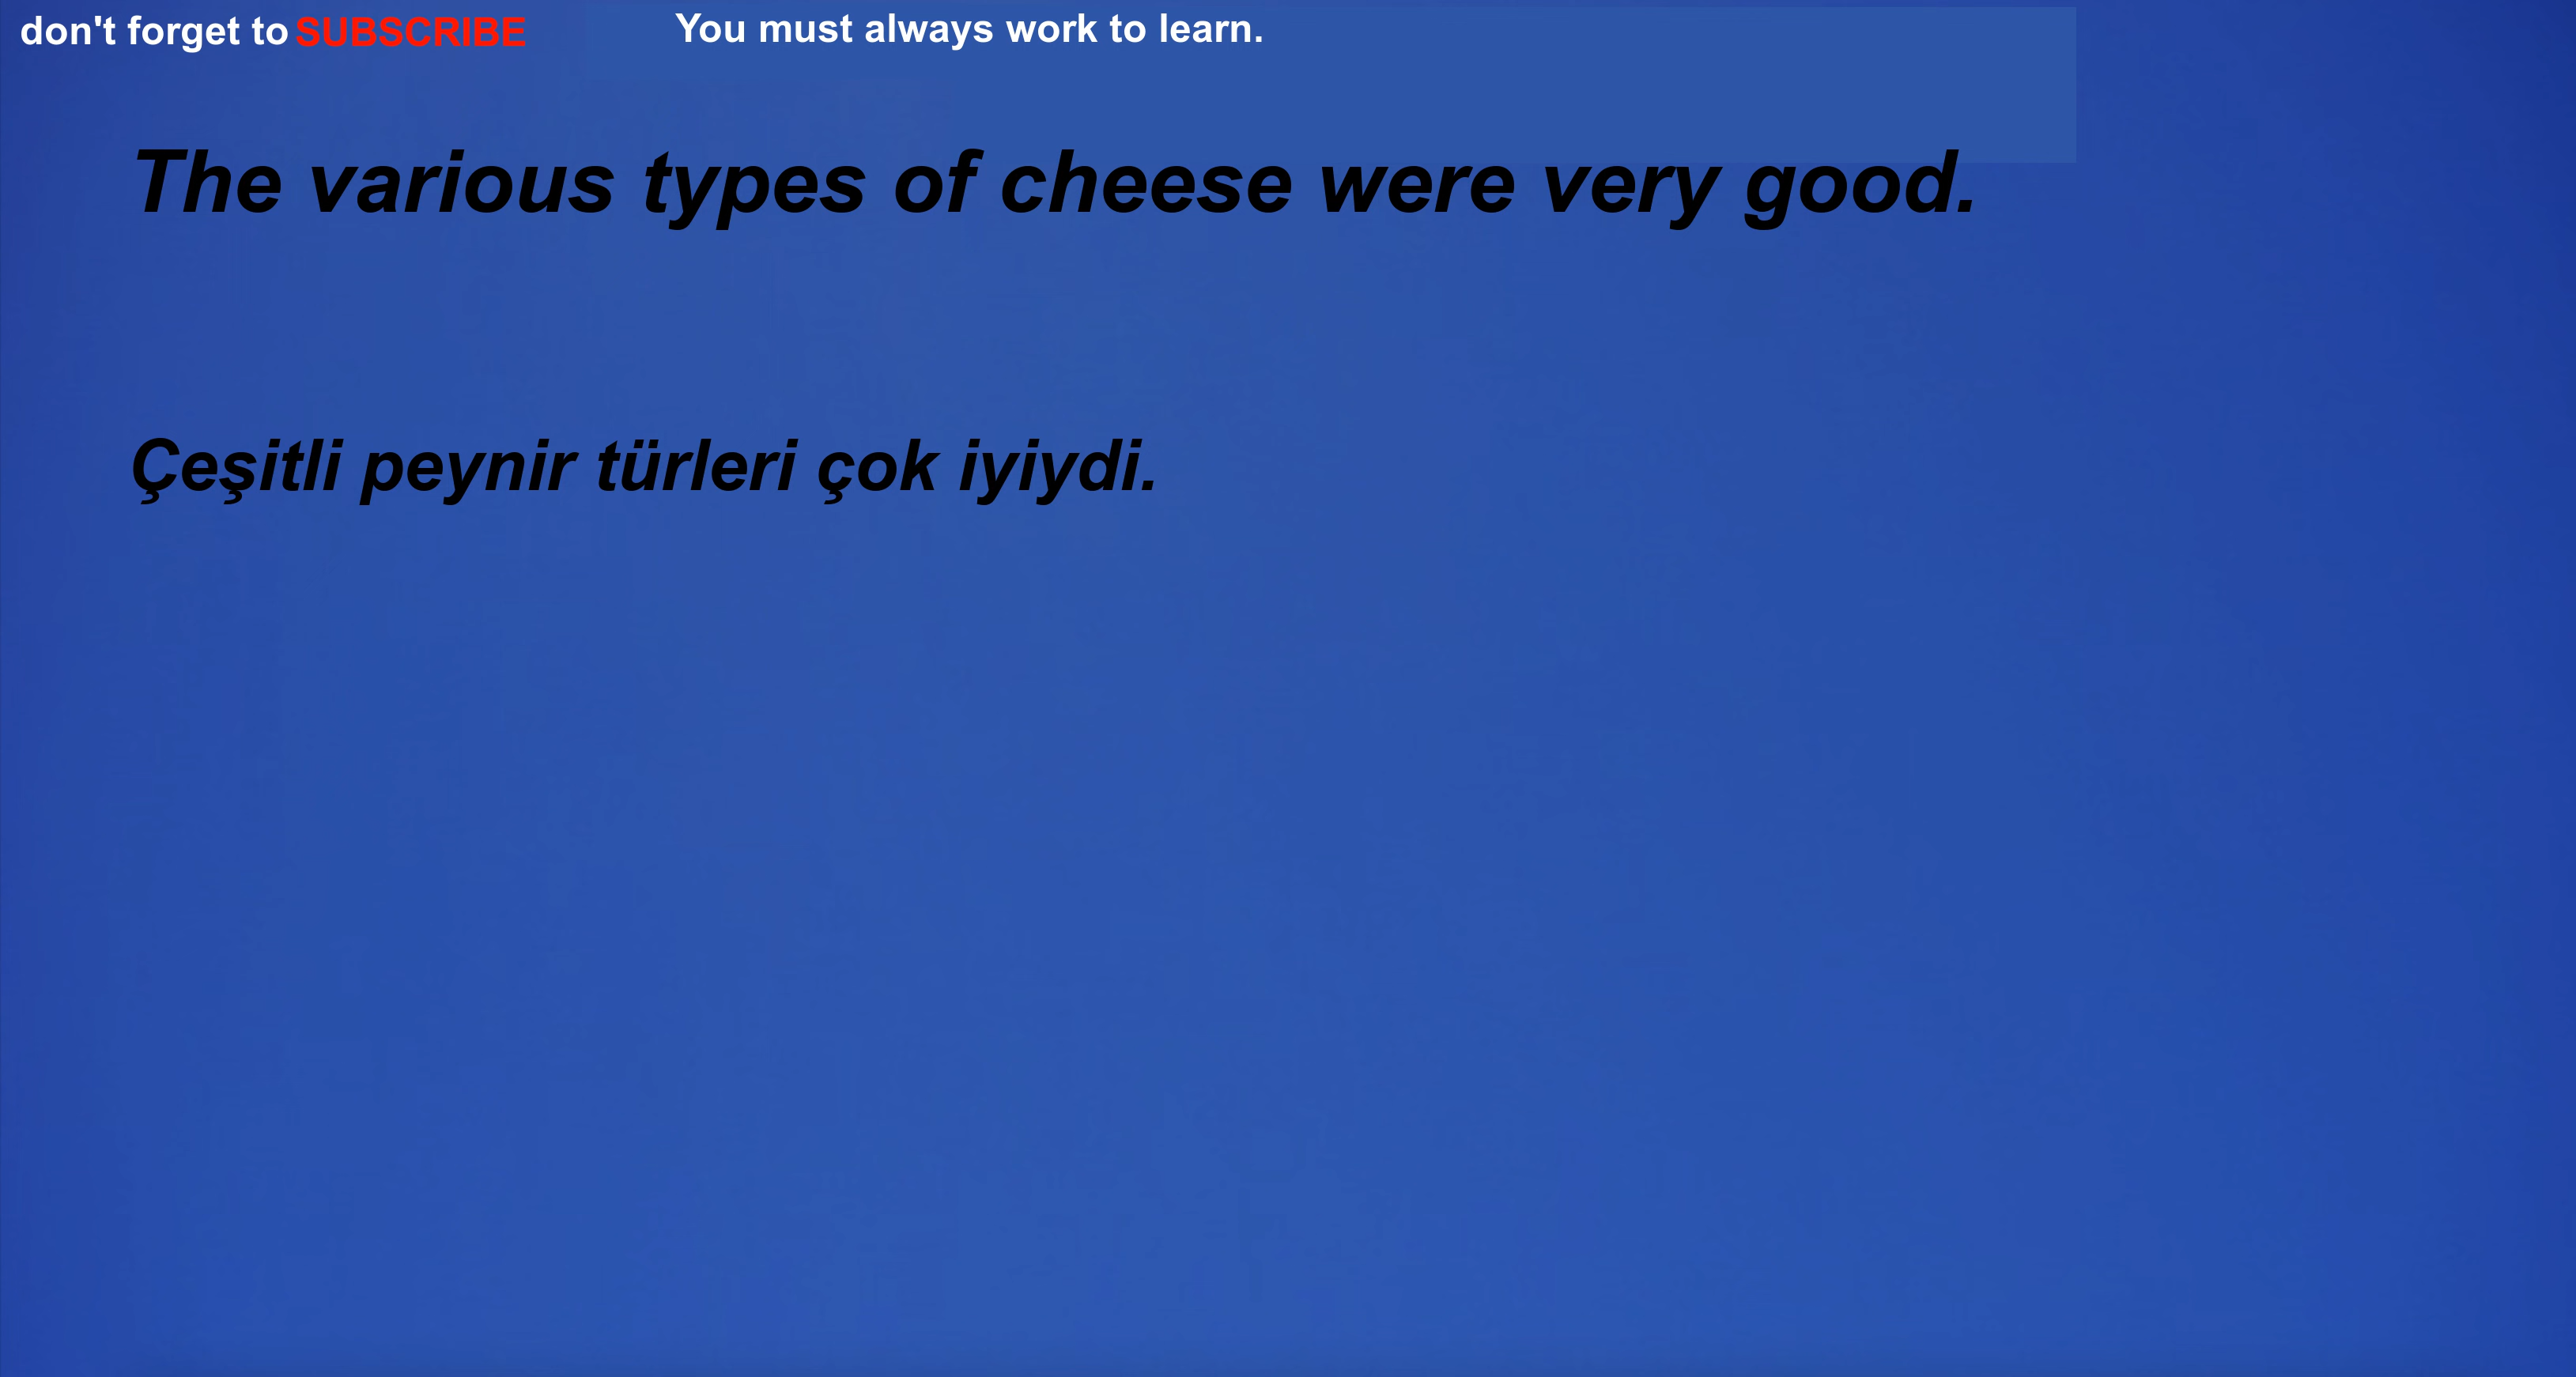 don't forget to SUBSCRIBE
You must always work to learn.
The various types of cheese were very good.
Çeşitli peynir türleri çok iyiydi.